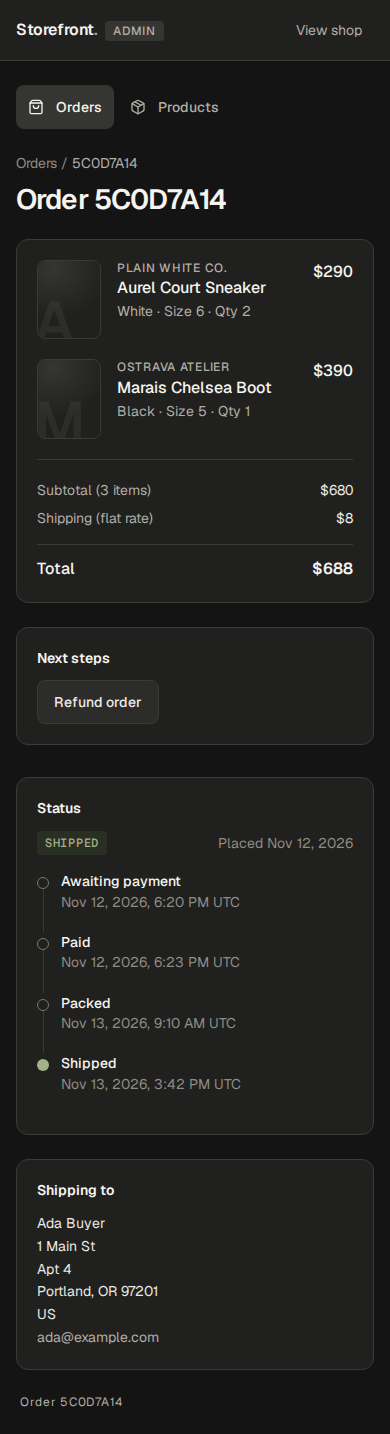 Storefront. ADMIN View shop
Orders Products
Orders / 5C0D7A14
Order 5C0D7A14
PLAIN WHITE CO. $290
Aurel Court Sneaker
White · Size 6 · Qty 2
A
OSTRAVA ATELIER $390
Marais Chelsea Boot
Black · Size 5 · Qty 1
M
Subtotal (3 items) $680
Shipping (flat rate) $8
Total $688
Next steps
Refund order
Status
SHIPPED Placed Nov 12, 2026
Awaiting payment
Nov 12, 2026, 6:20 PM UTC
Paid
Nov 12, 2026, 6:23 PM UTC
Packed
Nov 13, 2026, 9:10 AM UTC
Shipped
Nov 13, 2026, 3:42 PM UTC
Shipping to
Ada Buyer
1 Main St
Apt 4
Portland, OR 97201
US
ada@example.com
Order 5C0D7A14